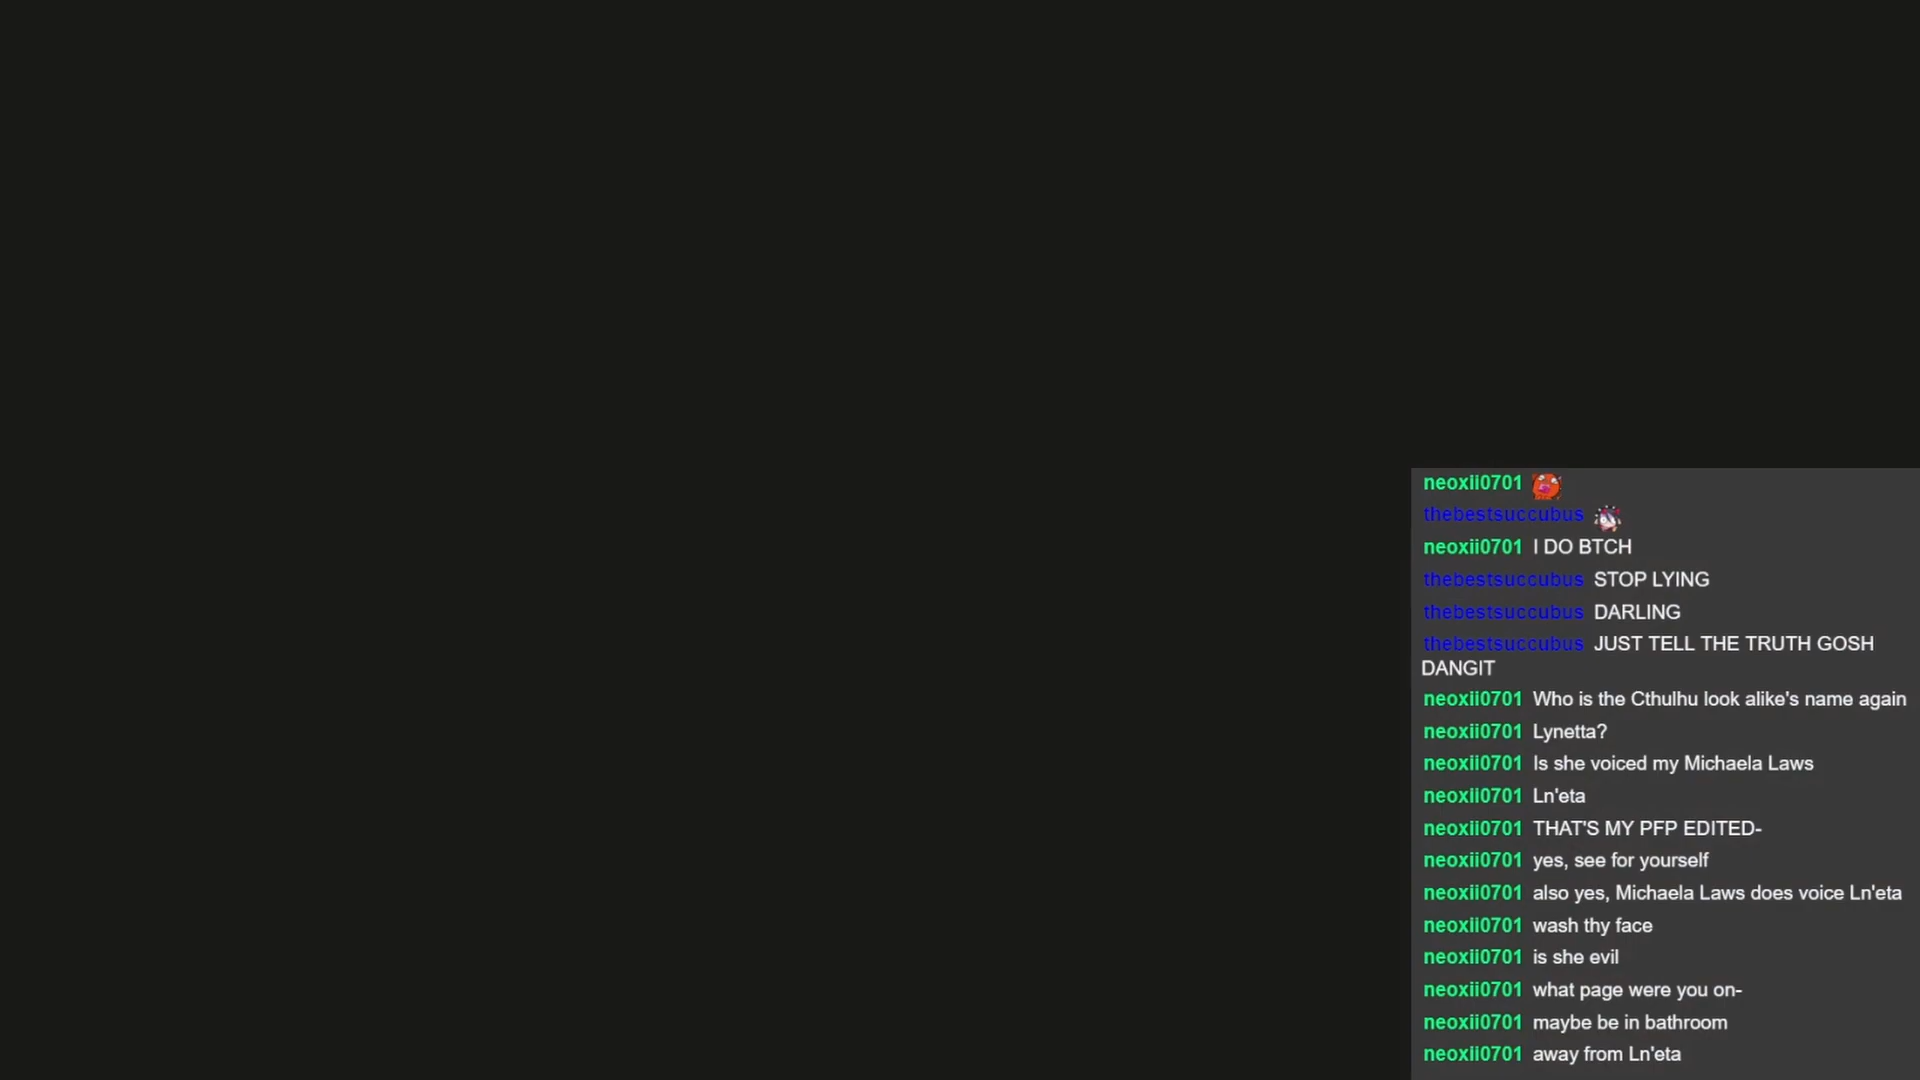 neoxii0701
thebestsuccubus
neoxii0701 I DO BTCH
thebestsuccubus STOP LYING
thebestsuccubus DARLING
thebestsuccubus JUST TELL THE TRUTH GOSH
DANGIT
neoxii0701 Who is the Cthulhu look alike's name again
neoxii0701 Lynetta?
neoxii0701 Is she voiced my Michaela Laws
neoxii0701 Ln'eta
neoxii0701 THAT'S MY PFP EDITED-
neoxii0701 yes, see for yourself
neoxii0701 also yes, Michaela Laws does voice Ln'eta
neoxii0701 wash thy face
neoxii0701 is she evil
neoxii0701 what page were you on-
neoxii0701 maybe be in bathroom
neoxii0701 away from Ln'eta